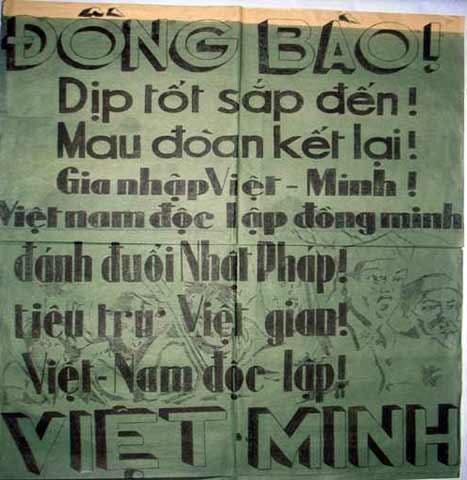 ĐỒNG BÀO!
Dịp tốt sắp đến!
Mau đòan kết lại!
Gia nhập Việt - Minh!
Việt nam độc lập đồng minh
đánh đuổi Nhật Pháp!
tiêu trừ Việt gian!
Việt-Nam độc lập!
VIỆT MINH